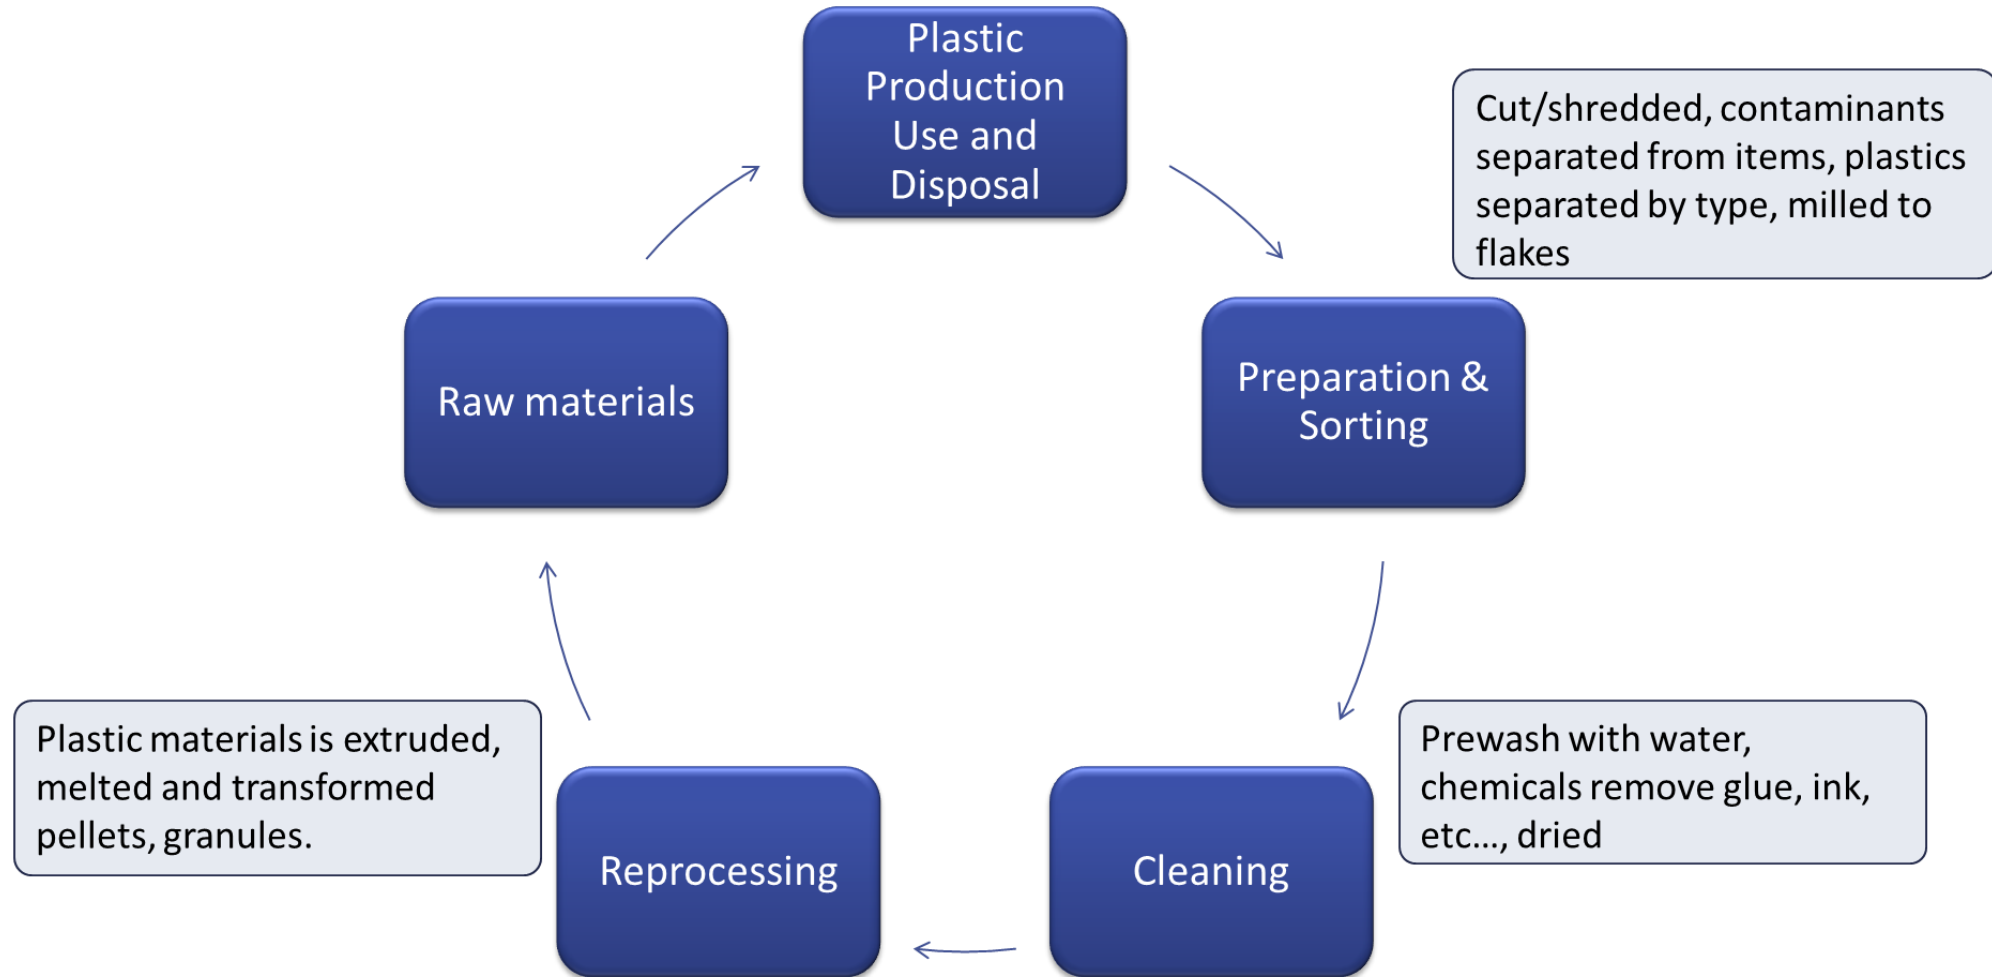 Plastic
Production
Use and
Disposal
Cut/shredded, contaminants
separated from items, plastics
separated by type, milled to
flakes
Preparation &
Sorting
Prewash with water,
chemicals remove glue, ink,
etc..., dried
Cleaning
Reprocessing
Plastic materials is extruded,
melted and transformed
pellets, granules.
Raw materials